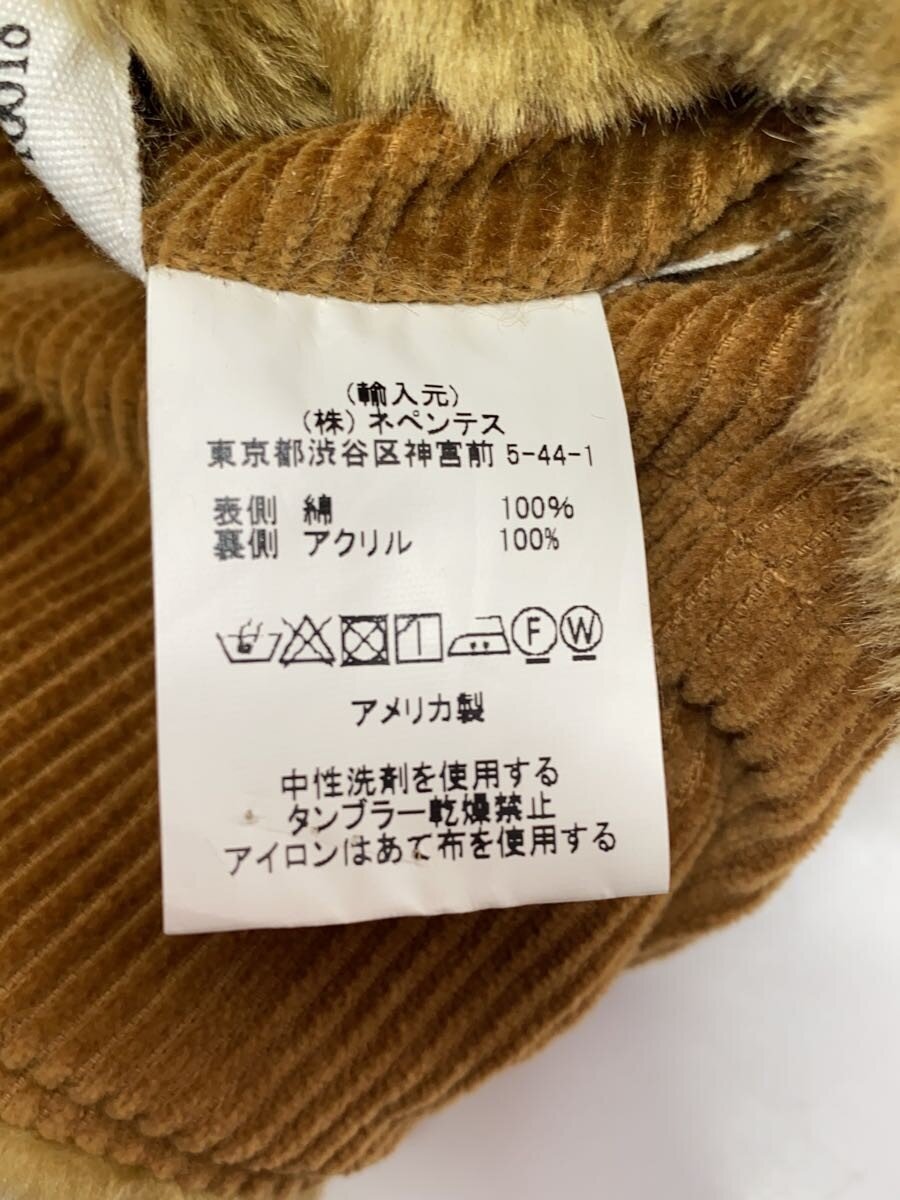 (輸入元)
(株) ネペンテス
東京都渋谷区神宮前 5-44-1
表側 綿 100%
裏側 アクリル 100%
F W
アメリカ製
中性洗剤を使用する
タンブラー乾燥禁止
アイロンはあて布を使用する